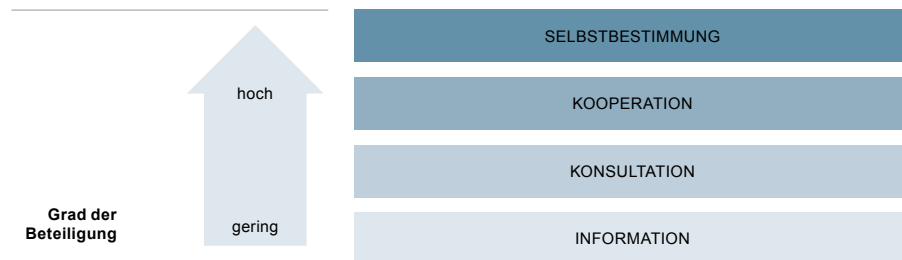 SELBSTBESTIMMUNG
hoch
KOOPERATION
KONSULTATION
Grad der
Beteiligung
gering
INFORMATION